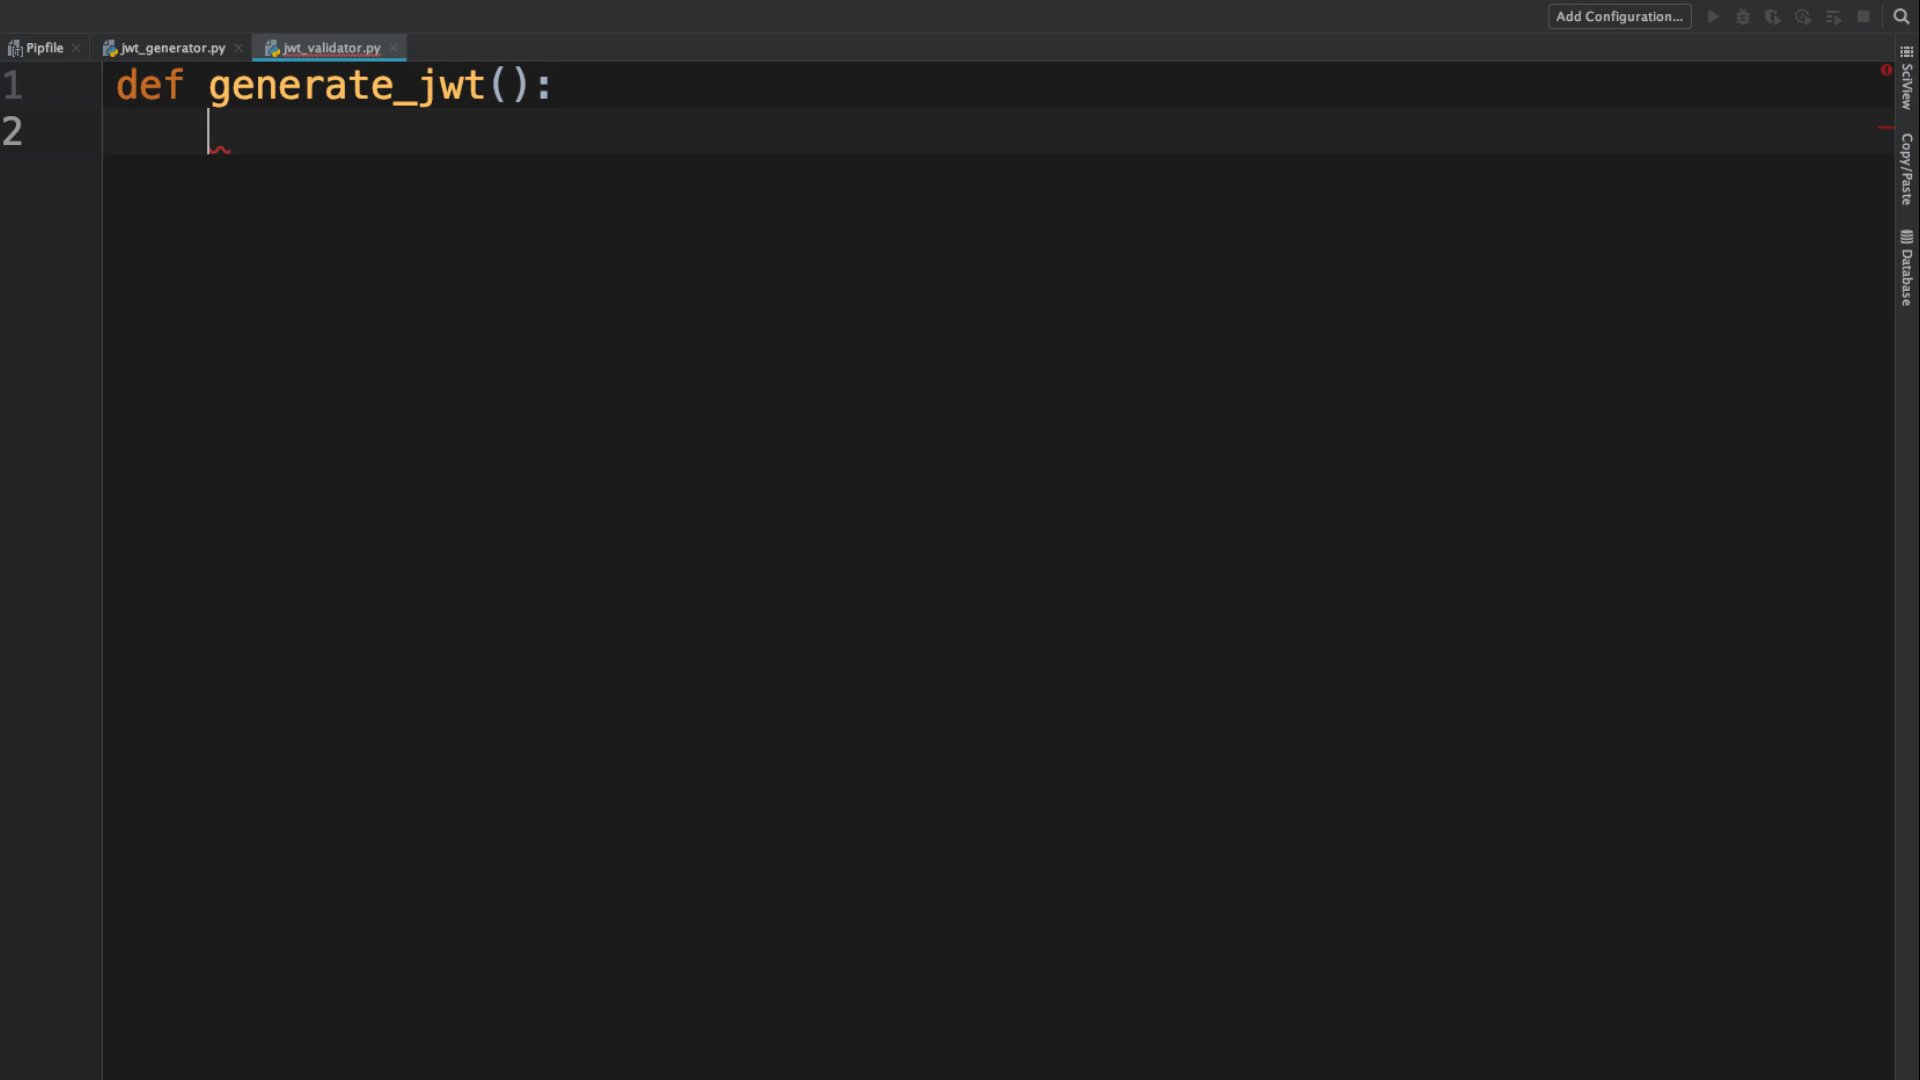 Add Configuration...
Pipfile jwt_generator.py jwt_validator.py
1 def generate_jwt():
2
SciView
Copy/Paste
Database